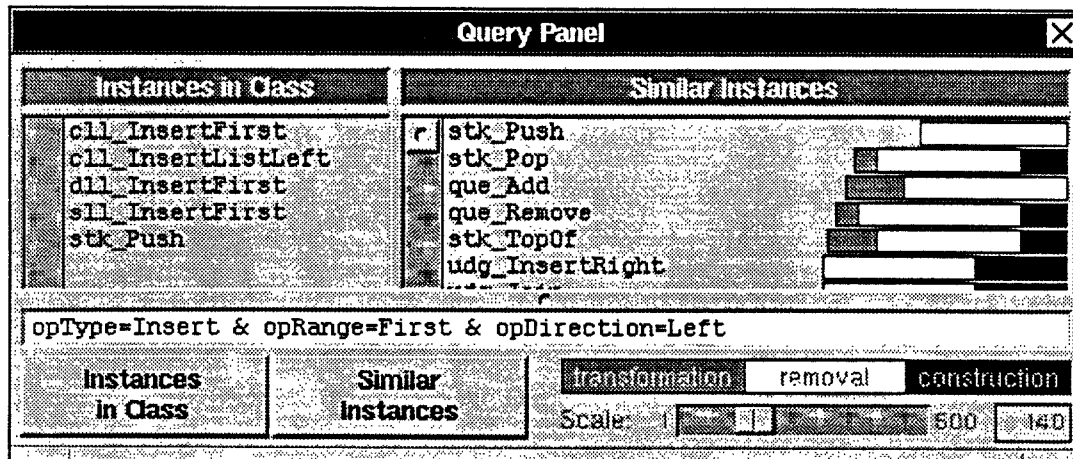 Query Panel
Instances in Class
Similar Instances
cll_InsertFirst
cll_InsertListLeft
dll_InsertFirst
sll_InsertFirst
stk_Push
stk_Push
stk_Pop
que_Add
que_Remove
stk_TopOf
udg_InsertRight
opType=Insert & opRange=First & opDirection=Left
Instances
in Class
Similar
Instances
transformation removal construction
Scale: 1 500 140